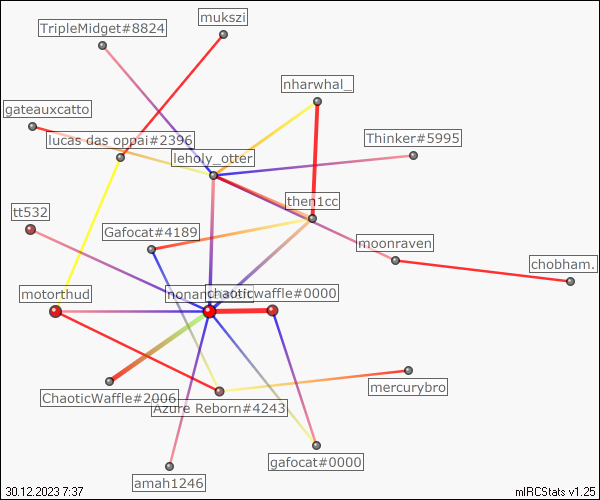 mukszi
TripleMidget#8824
nharwhal_
gateauxcatto
lucas das oppai#2396
Thinker#5995
leholy_otter
then1cc
tt532
Gafocat#4189
moonraven
chobham.
motorthud
chaoticwaffle#0000
ChaoticWaffle#2006
Azure Reborn#4243
mercurybro
gafocat#0000
amah1246
30.12.2023 7:37
mIRCStats v1.25